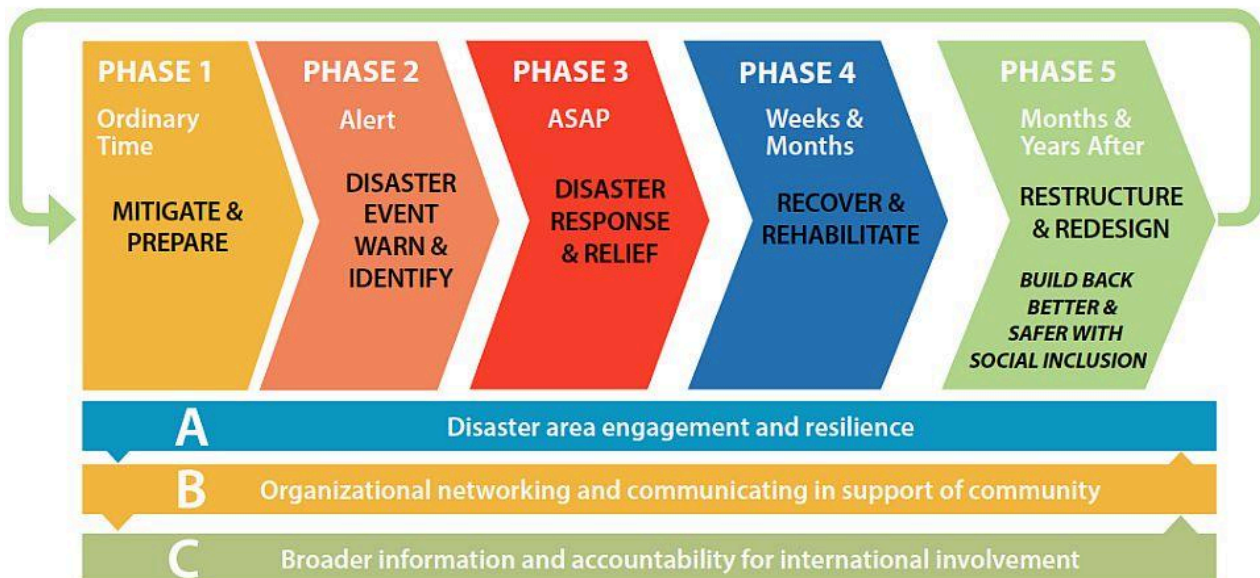 PHASE 1
Ordinary
Time
MITIGATE &
PREPARE
PHASE 2
Alert
DISASTER
EVENT
WARN &
IDENTIFY
PHASE 3
ASAP
DISASTER
RESPONSE
& RELIEF
PHASE 4
Weeks &
Months
RECOVER &
REHABILITATE
PHASE 5
Months &
Years After
RESTRUCTURE
& REDESIGN
BUILD BACK
BETTER &
SAFER WITH
SOCIAL INCLUSION
A Disaster area engagement and resilience
B Organizational networking and communicating in support of community
C Broader information and accountability for international involvement